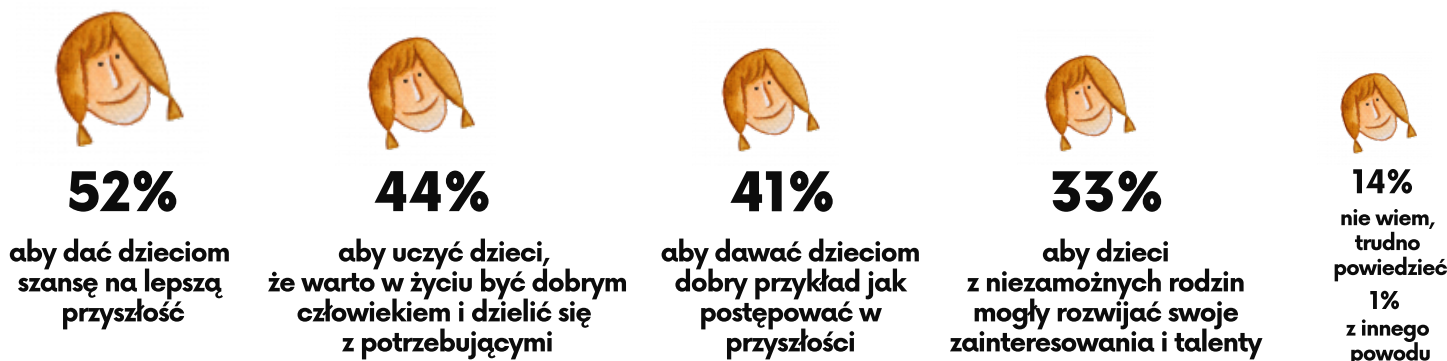 52%
aby dać dzieciom
szansę na lepszą
przyszłość
44%
aby uczyć dzieci,
że warto w życiu być dobrym
człowiekiem i dzielić się
z potrzebującymi
41%
aby dawać dzieciom
dobry przykład jak
postępować w
przyszłości
33%
aby dzieci
z niezamożnych rodzin
mogły rozwijać swoje
zainteresowania i talenty
14%
nie wiem,
trudno
powiedzieć
1%
z innego
powodu